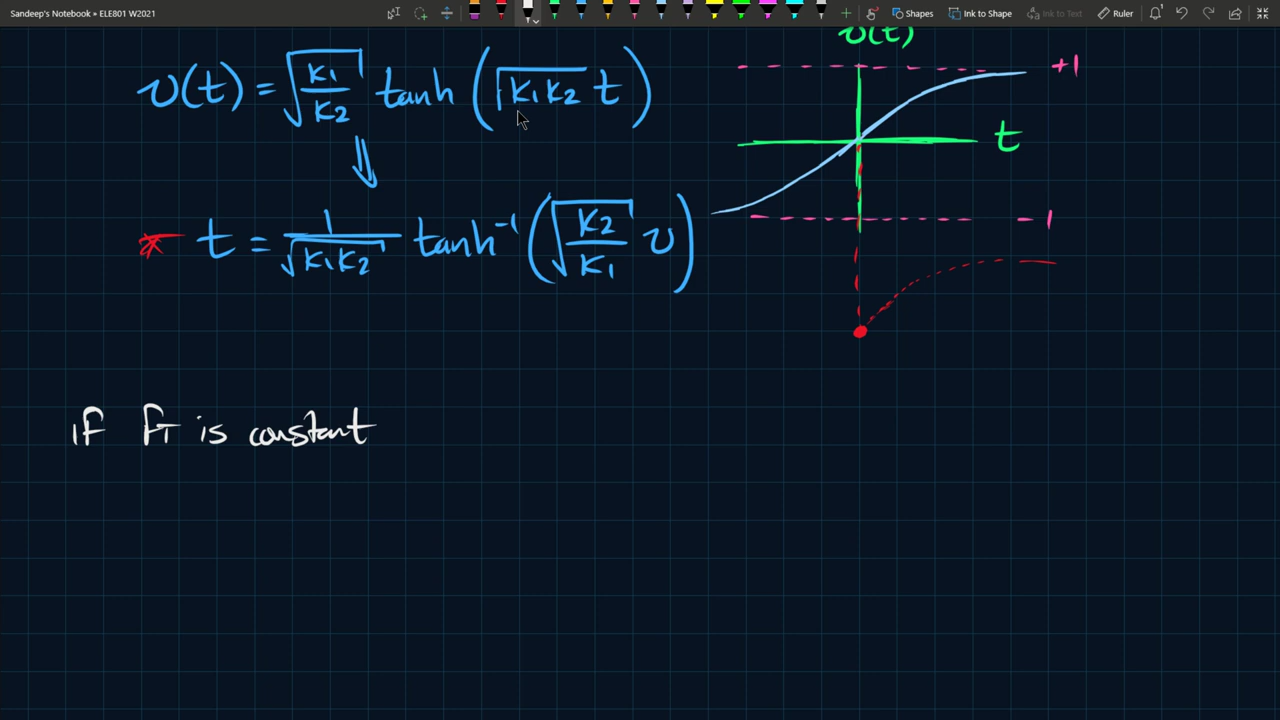 Sandeep's Notebook » ELE801 W2021
Shapes Ink to Shape Ink to Text Ruler
v(t) = √(K1/K2) tanh (√(K1K2) t)
⇓
* t = 1/√(K1K2) tanh⁻¹ (√(K2/K1) v)
v(t)
+1
t
-1
if FT is constant